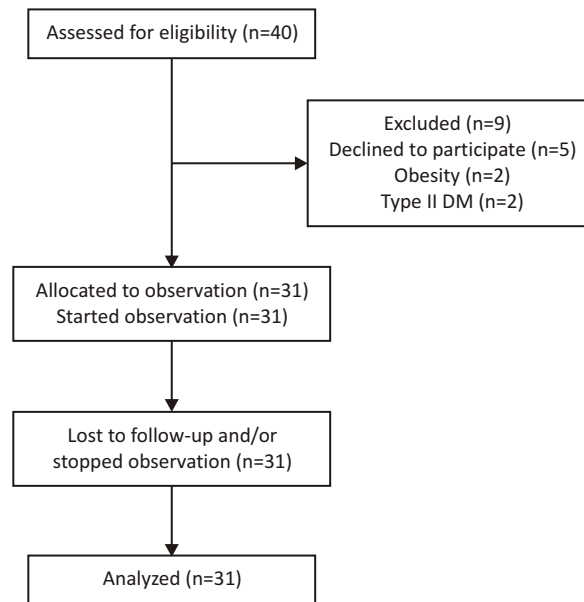 Assessed for eligibility (n=40)
Excluded (n=9)
Declined to participate (n=5)
Obesity (n=2)
Type II DM (n=2)
Allocated to observation (n=31)
Started observation (n=31)
Lost to follow-up and/or
stopped observation (n=31)
Analyzed (n=31)